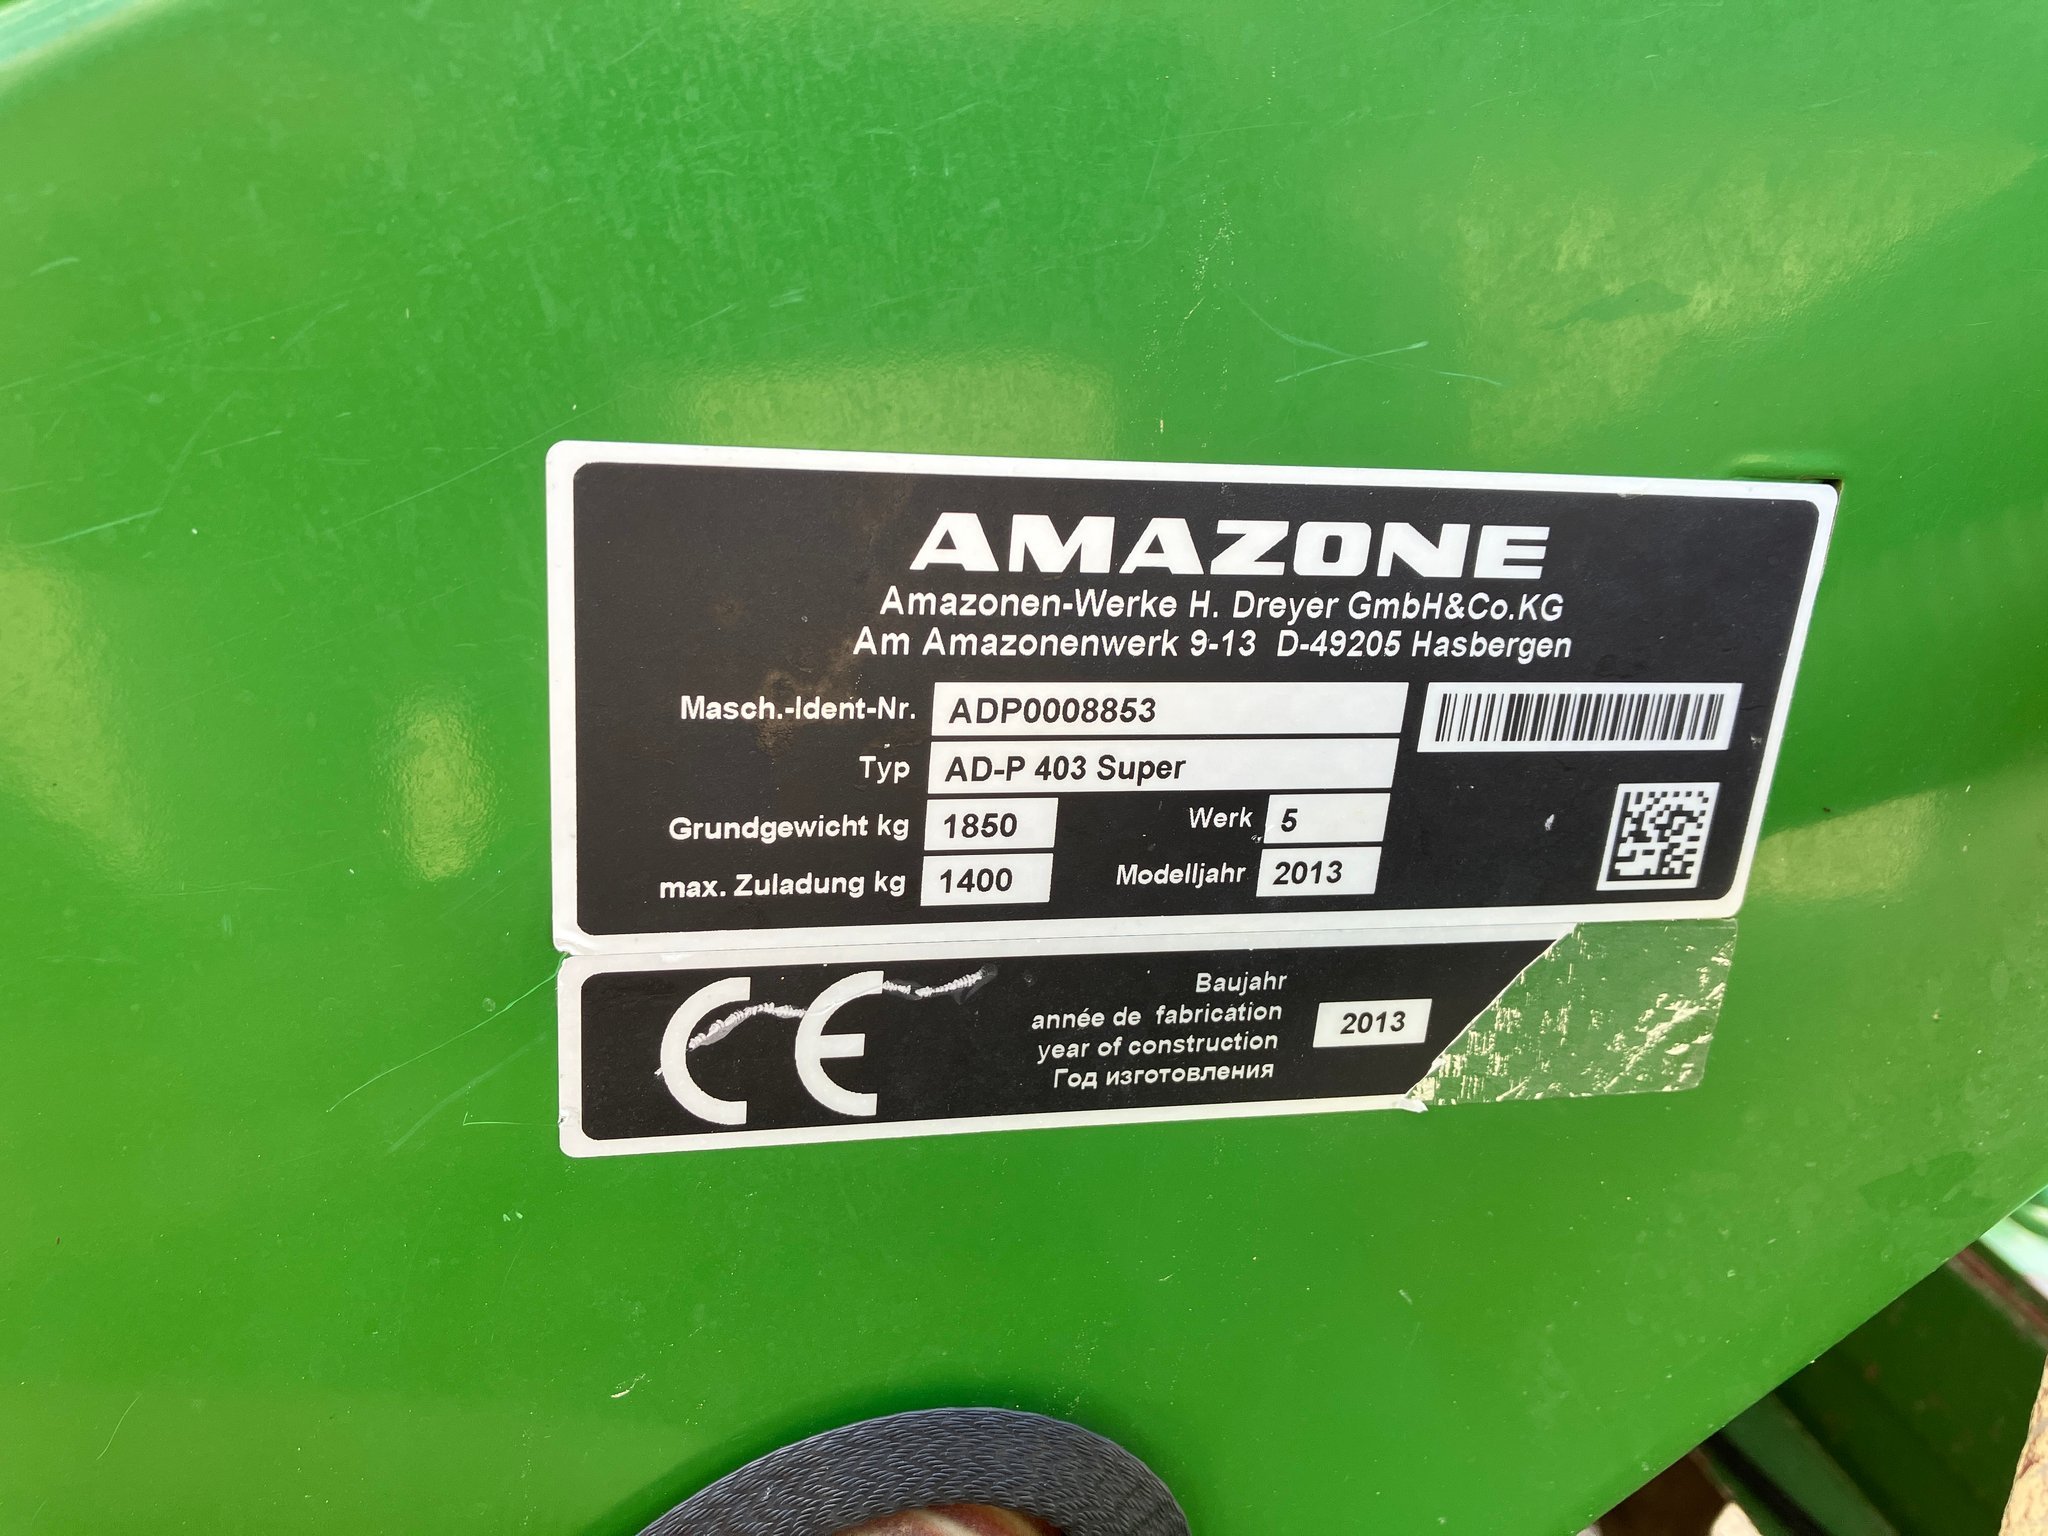 AMAZONE
Amazonen-Werke H. Dreyer GmbH&Co.KG
Am Amazonenwerk 9-13 D-49205 Hasbergen
Masch.-Ident-Nr. ADP0008853
Typ AD-P 403 Super
Grundgewicht kg 1850 Werk 5
max. Zuladung kg 1400 Modelljahr 2013
CE
Baujahr
année de fabrication
year of construction 2013
Год изготовления